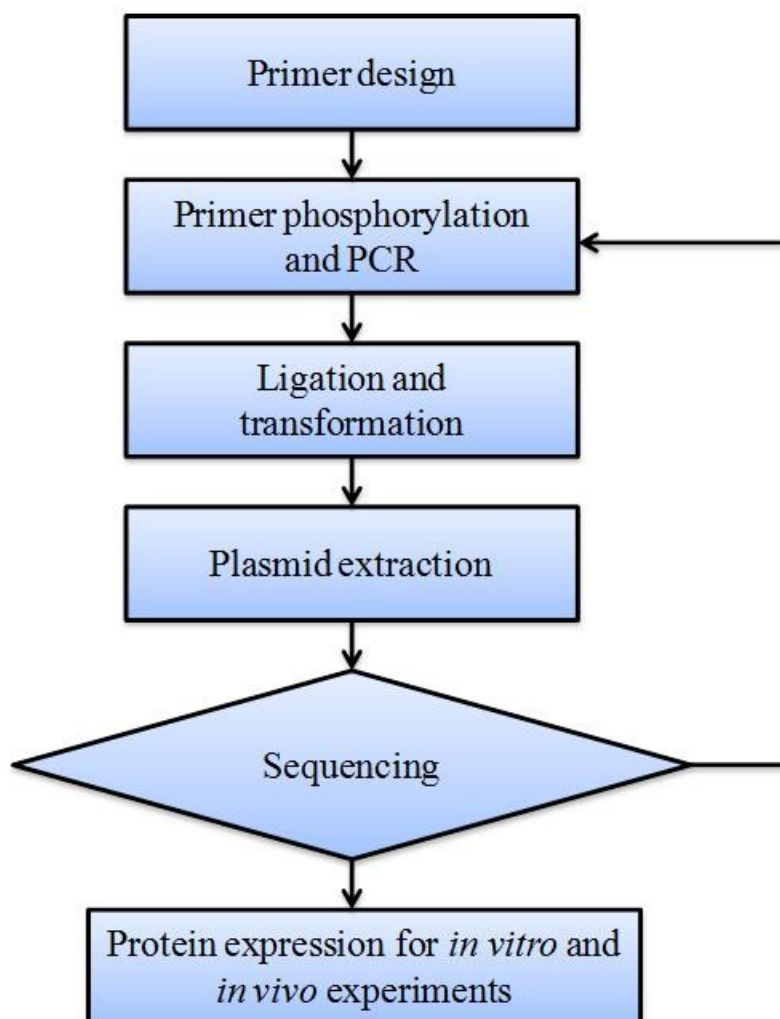 Primer design
Primer phosphorylation
and PCR
Ligation and
transformation
Plasmid extraction
Sequencing
Protein expression for in vitro and
in vivo experiments